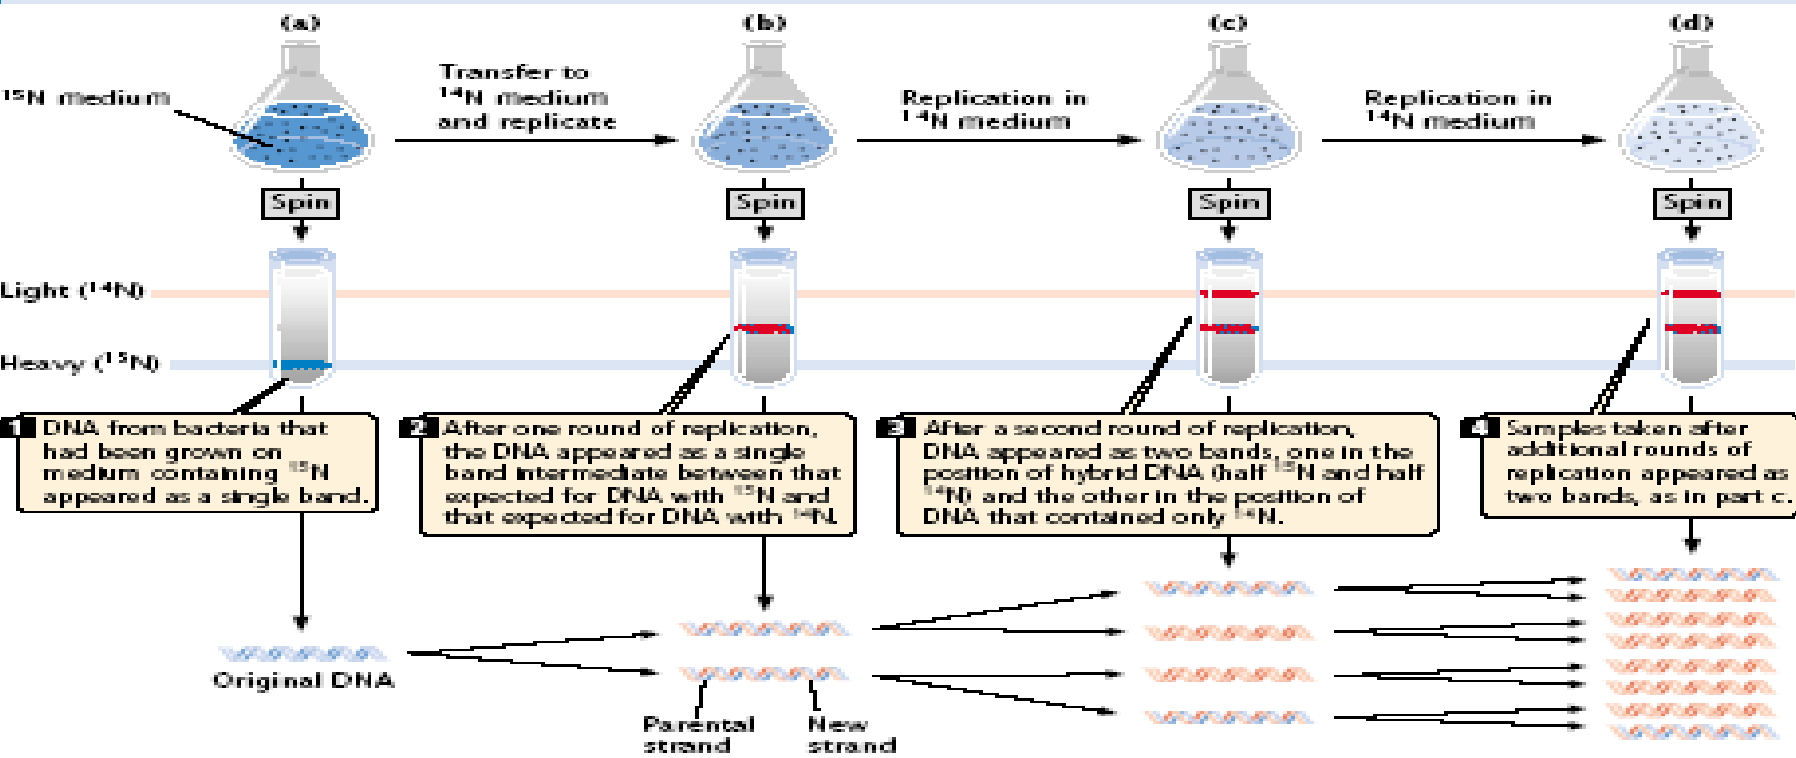 (a)
(b)
(c)
(d)
¹⁵N medium
Transfer to
¹⁴N medium
and replicate
Replication in
¹⁴N medium
Replication in
¹⁴N medium
Spin
Spin
Spin
Spin
Light (¹⁴N)
Heavy (¹⁵N)
1 DNA from bacteria that
had been grown on
medium containing ¹⁵N
appeared as a single band.
2 After one round of replication,
the DNA appeared as a single
band intermediate between that
expected for DNA with ¹⁵N and
that expected for DNA with ¹⁴N.
3 After a second round of replication,
DNA appeared as two bands, one in the
position of hybrid DNA (half ¹⁵N and half
¹⁴N) and the other in the position of
DNA that contained only ¹⁴N.
4 Samples taken after
additional rounds of
replication appeared as
two bands, as in part c.
Original DNA
Parental
strand
New
strand